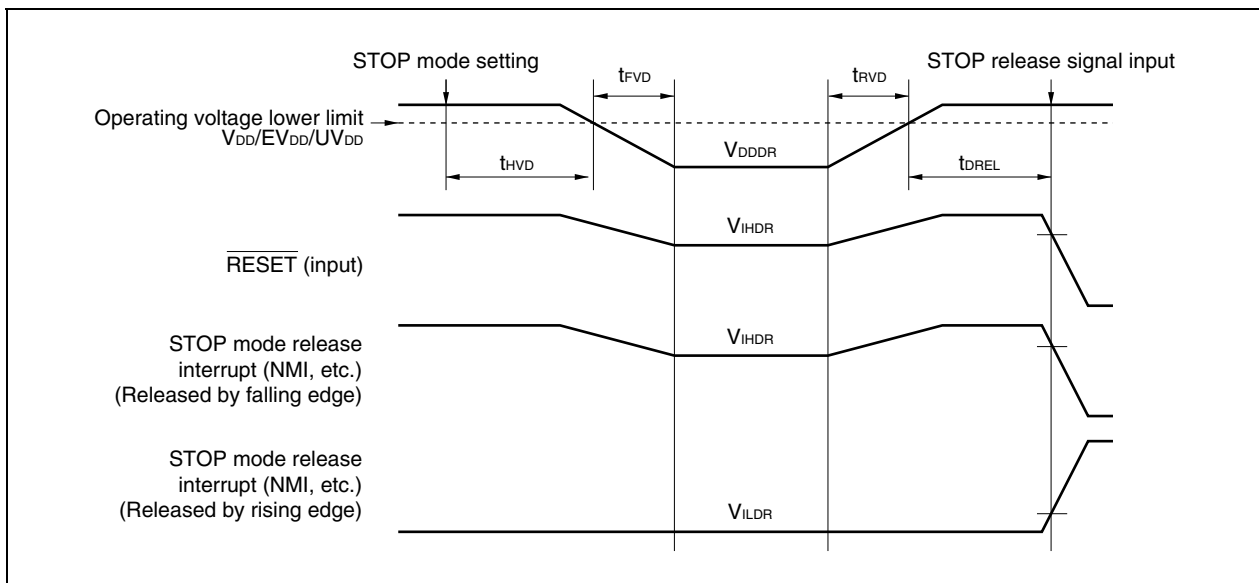 STOP mode setting
tFVD
tRVD
STOP release signal input
Operating voltage lower limit
VDD/EVDD/UVDD
tHVD
VDDDR
tDREL
VIHDR
RESET (input)
VIHDR
STOP mode release
interrupt (NMI, etc.)
(Released by falling edge)
STOP mode release
interrupt (NMI, etc.)
(Released by rising edge)
VILDR